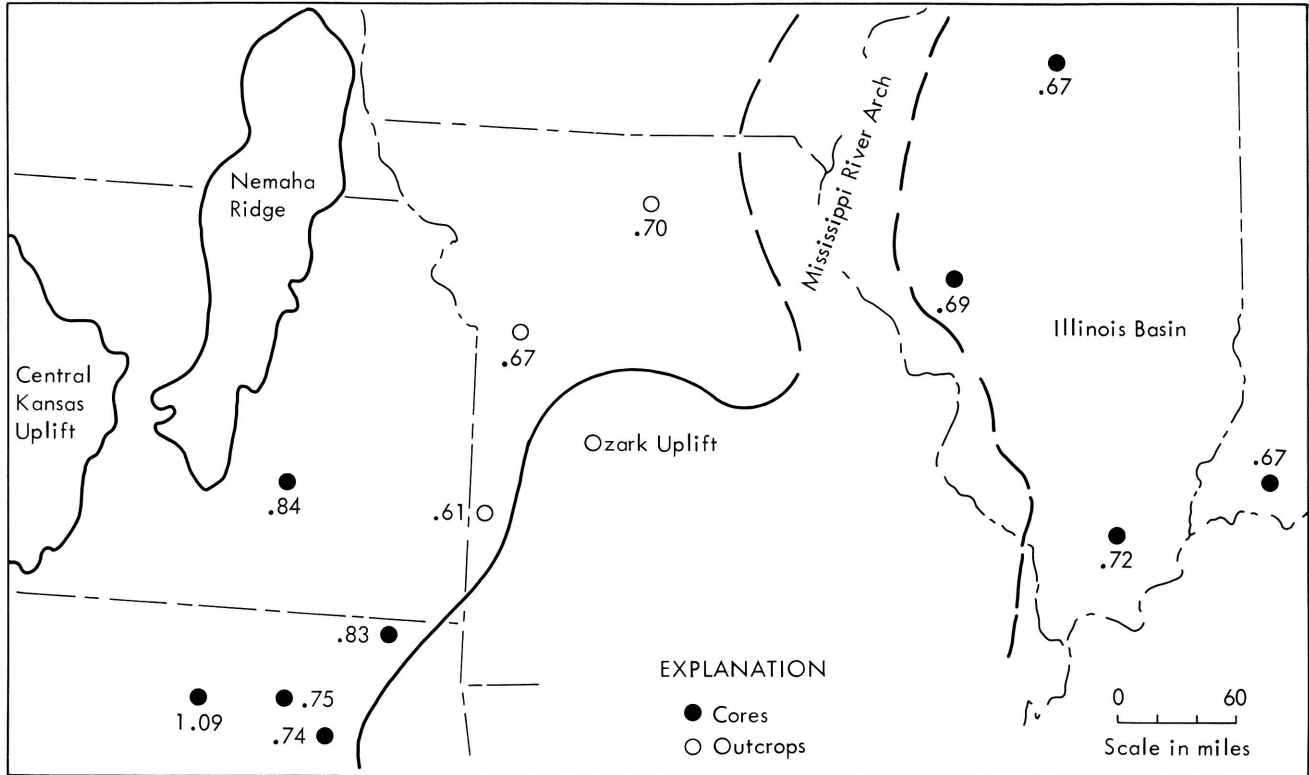 .67
Mississippi River Arch
Nemaha
Ridge
.70
.69
Illinois Basin
.67
Central
Kansas
Uplift
Ozark Uplift
.67
.84
.61
.72
.83
EXPLANATION
1.09
.75
.74
Cores
Outcrops
0 60
Scale in miles